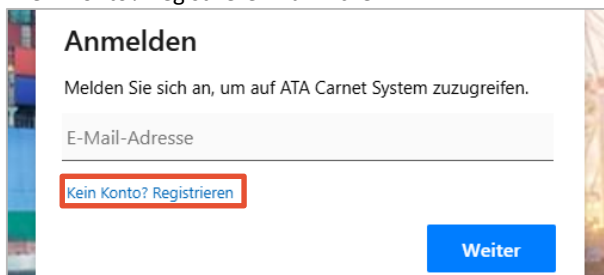 Anmelden
Melden Sie sich an, um auf ATA Carnet System zuzugreifen.
E-Mail-Adresse
Kein Konto? Registrieren
Weiter